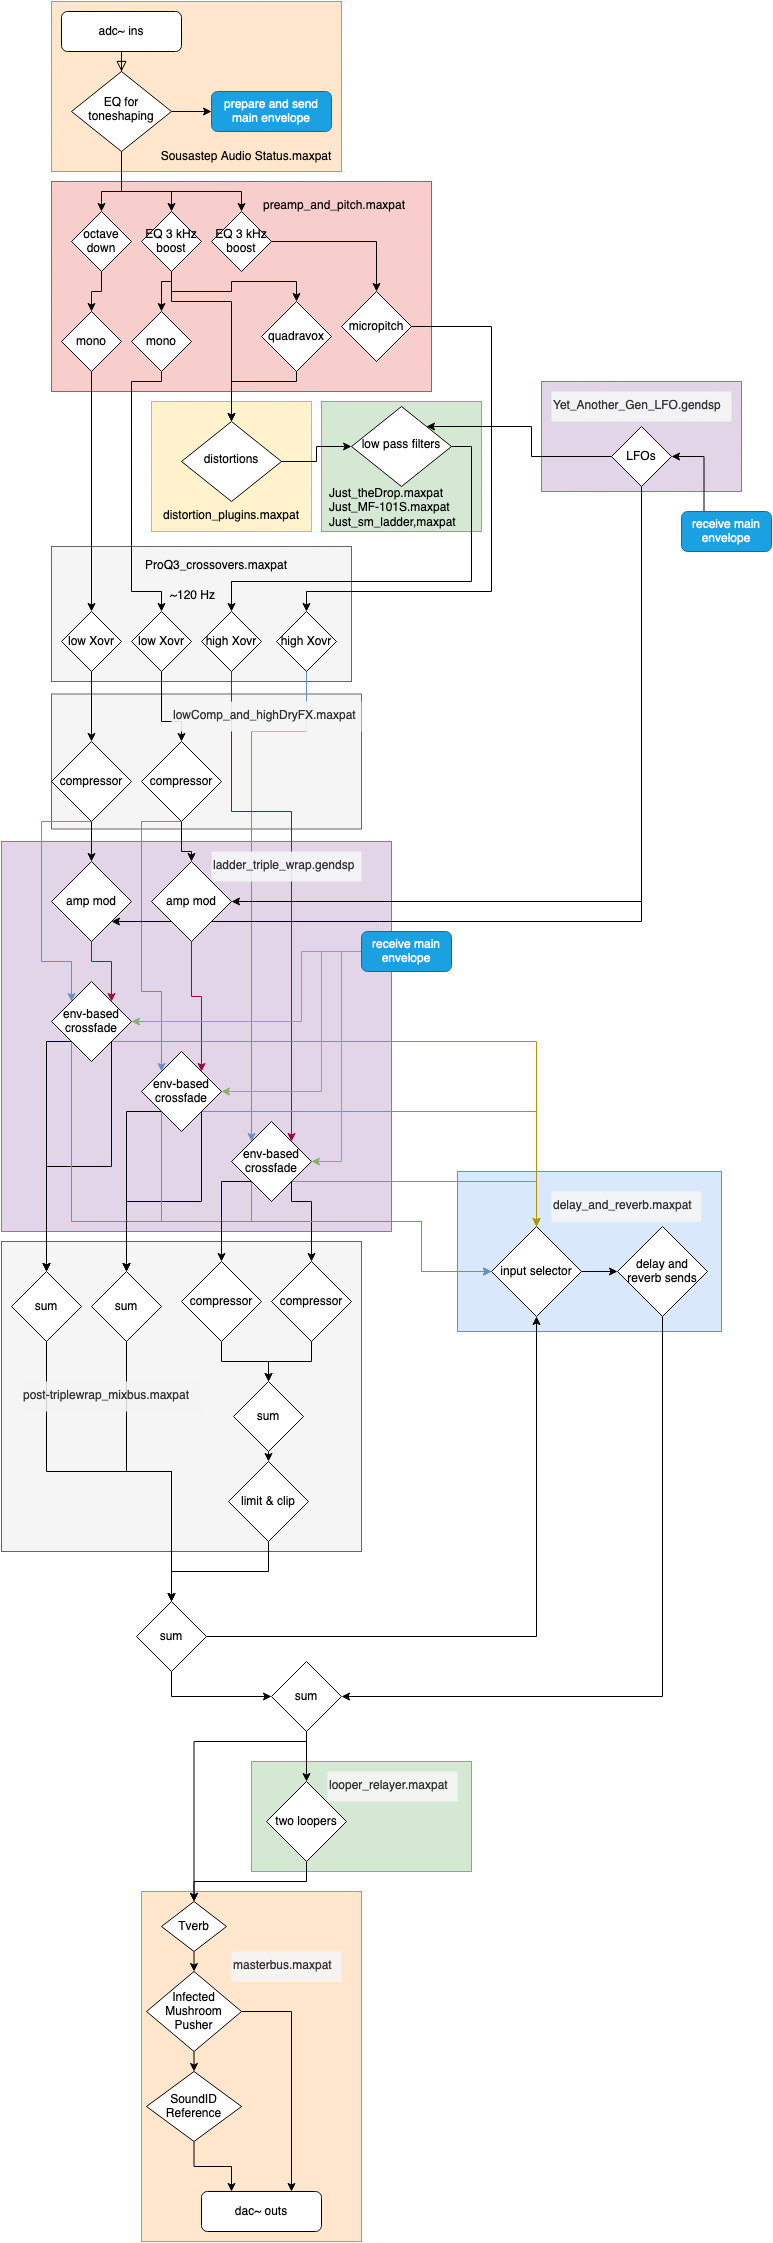 adc~ ins
EQ for
toneshaping
prepare and send
main envelope
Sousastep Audio Status.maxpat
preamp_and_pitch.maxpat
octave
down
EQ 3 kHz
boost
EQ 3 kHz
boost
mono
mono
quadravox
micropitch
Yet_Another_Gen_LFO.gendsp
LFOs
receive main
envelope
distortions
distortion_plugins.maxpat
low pass filters
Just_theDrop.maxpat
Just_MF-101S.maxpat
Just_sm_ladder,maxpat
ProQ3_crossovers.maxpat
~120 Hz
low Xovr
low Xovr
high Xovr
high Xovr
lowComp_and_highDryFX.maxpat
compressor
compressor
ladder_triple_wrap.gendsp
amp mod
amp mod
receive main
envelope
env-based
crossfade
env-based
crossfade
env-based
crossfade
delay_and_reverb.maxpat
input selector
delay and
reverb sends
sum
sum
compressor
compressor
post-triplewrap_mixbus.maxpat
sum
limit & clip
sum
sum
looper_relayer.maxpat
two loopers
Tverb
masterbus.maxpat
Infected
Mushroom
Pusher
SoundID
Reference
dac~ outs